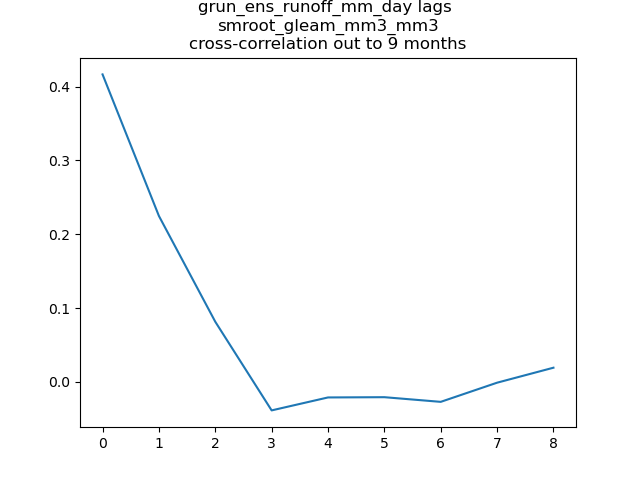 grun_ens_runoff_mm_day lags
smroot_gleam_mm3_mm3
cross-correlation out to 9 months
0.4
0.3
0.2
0.1
0.0
0 1 2 3 4 5 6 7 8